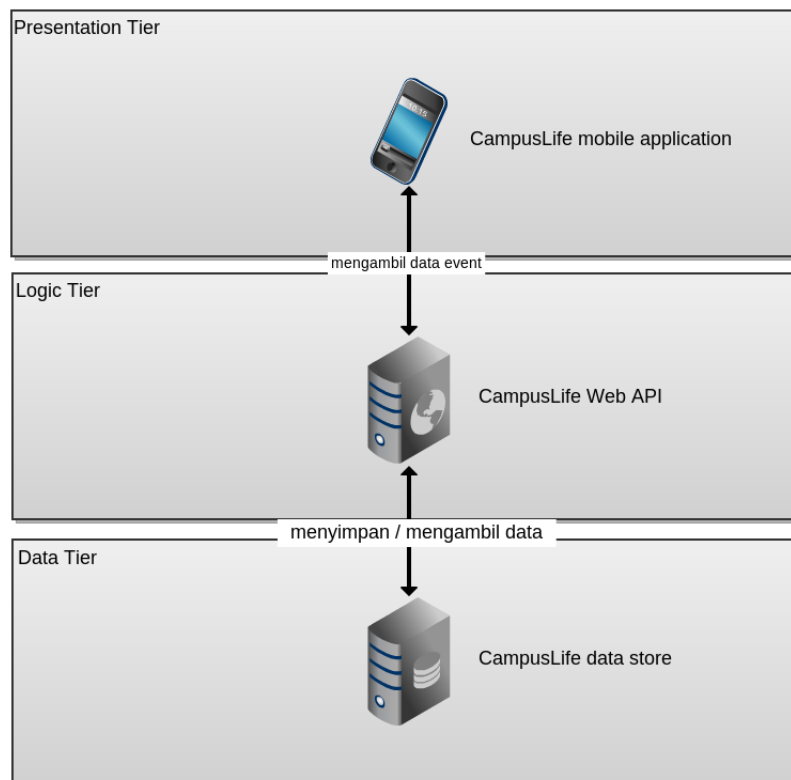 Presentation Tier
CampusLife mobile application
mengambil data event
Logic Tier
CampusLife Web API
menyimpan / mengambil data
Data Tier
CampusLife data store